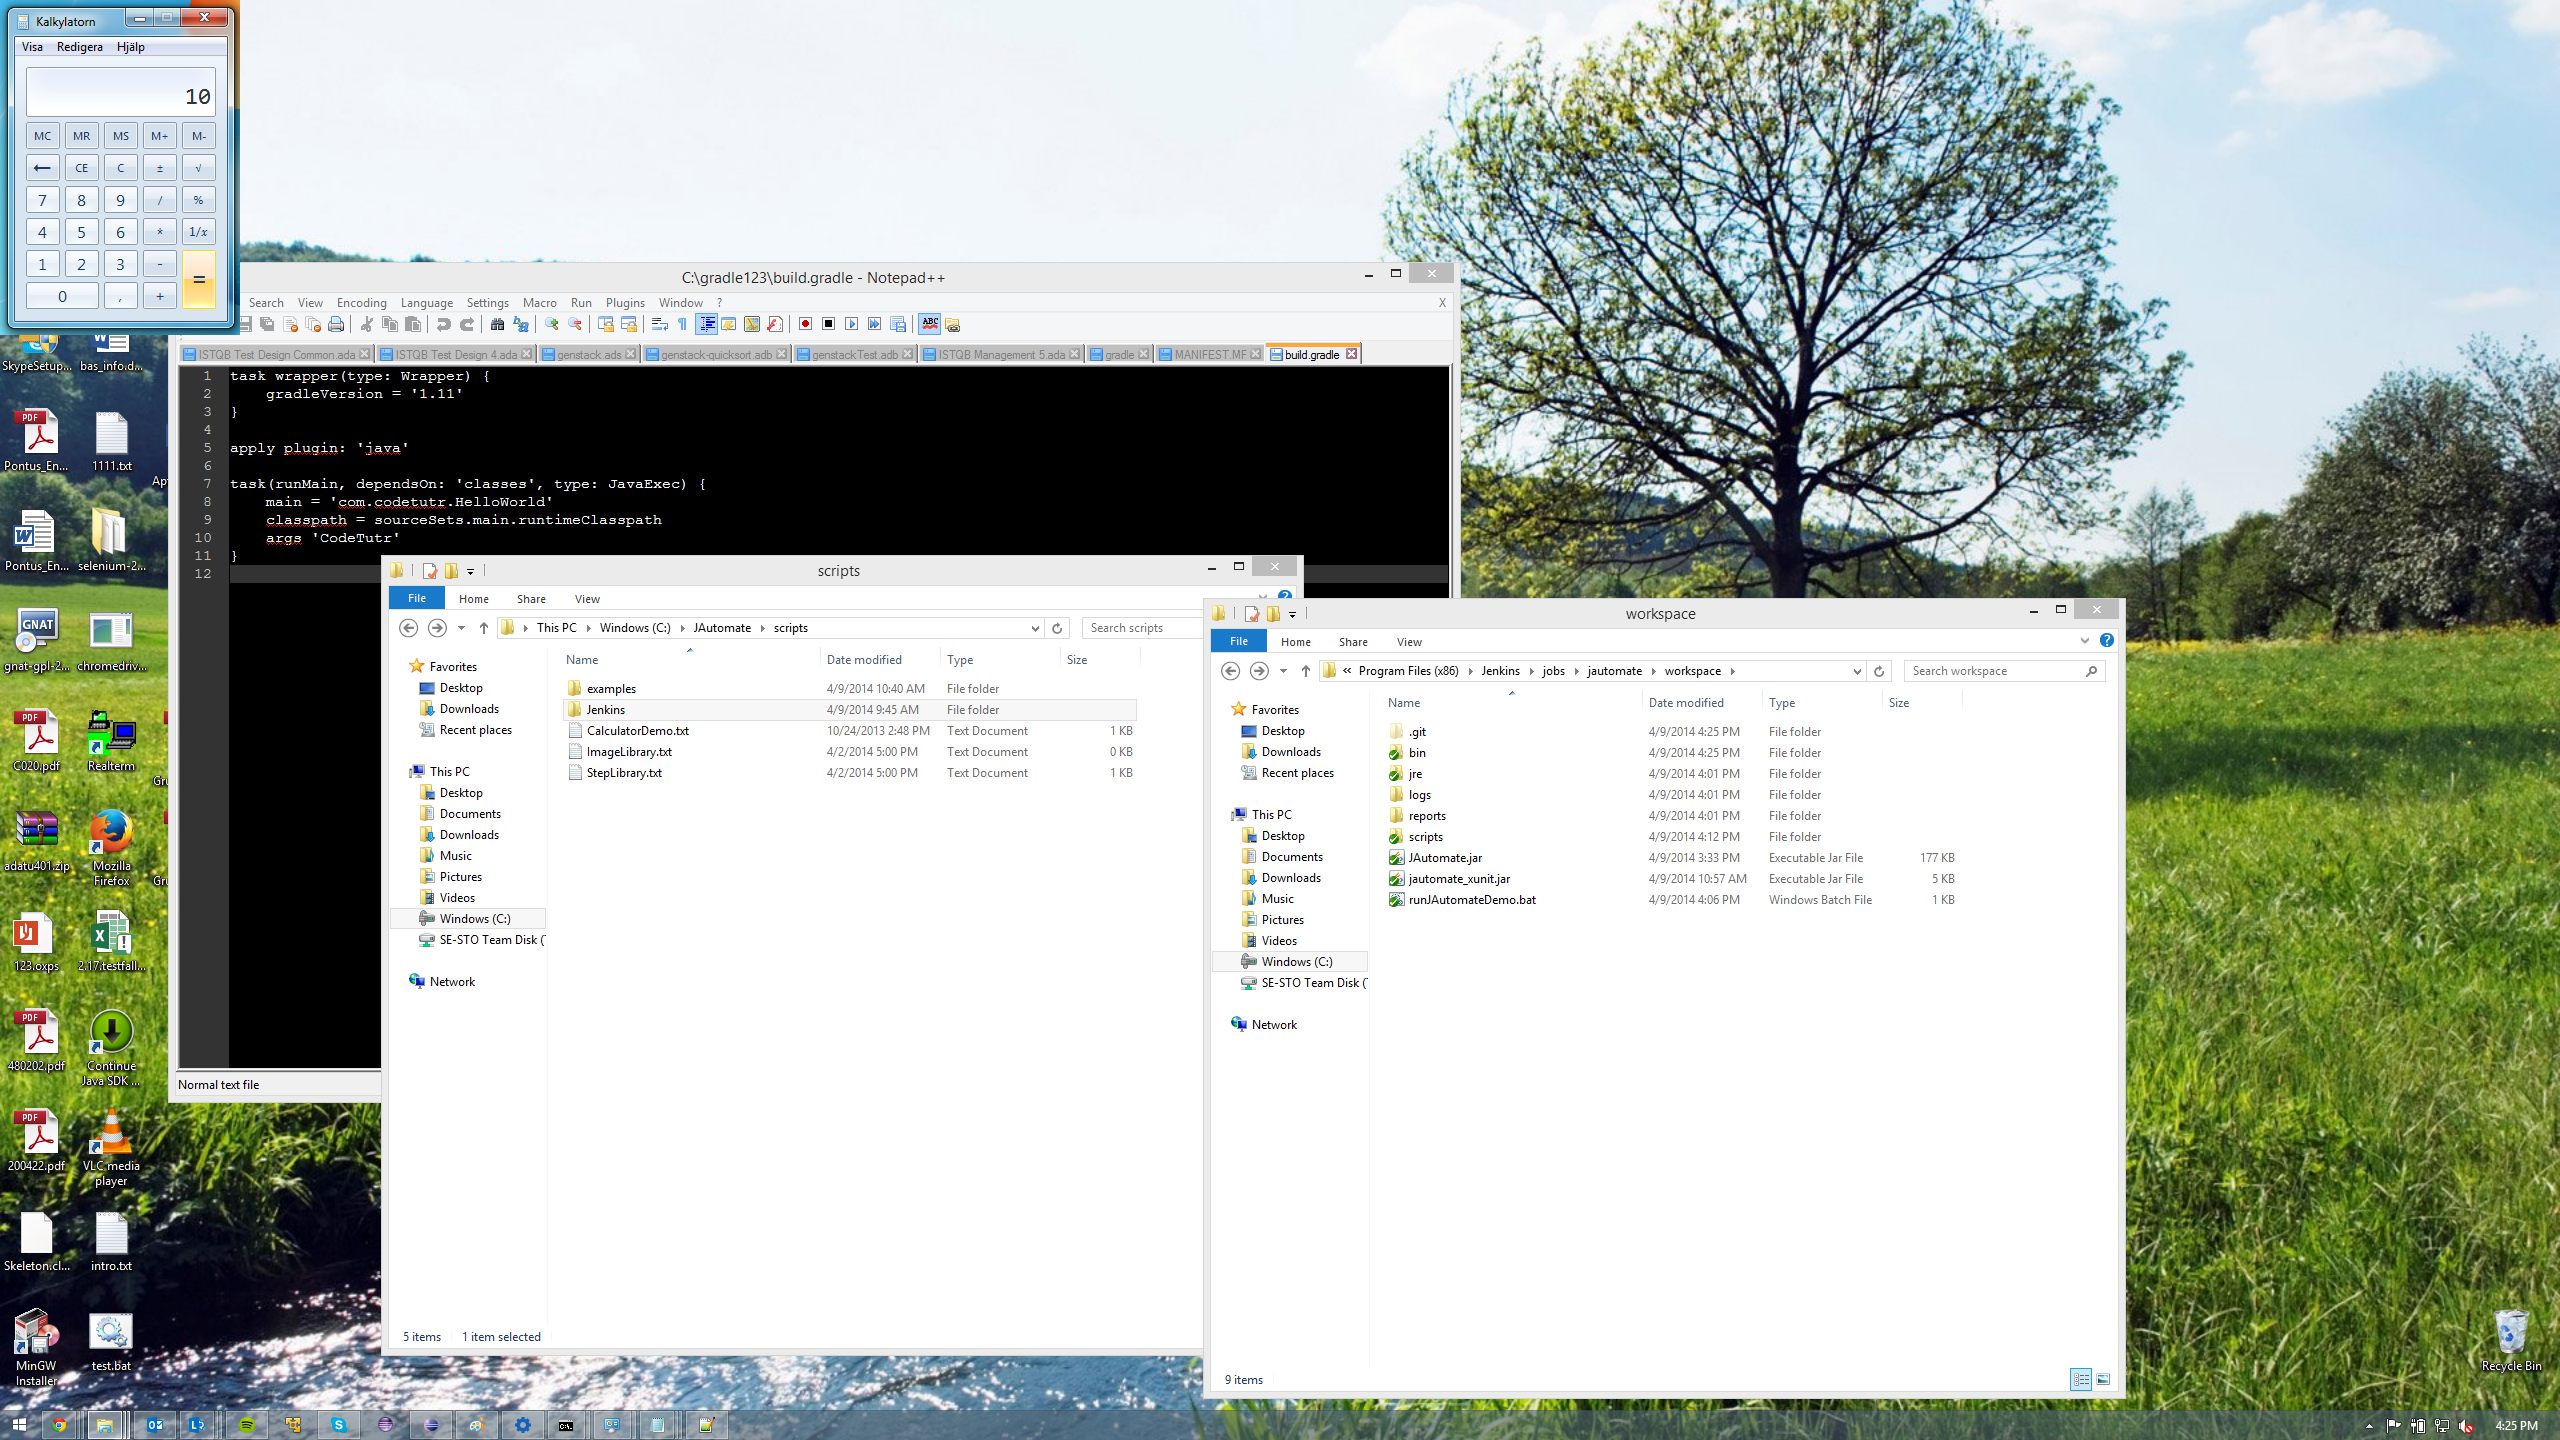 Kalkylatorn
Visa Redigera Hjälp
10
MC MR MS M+ M-
← CE C ± √
7 8 9 / %
4 5 6 * 1/x
1 2 3 - =
0 , +
C:\gradle123\build.gradle - Notepad++
Search View Encoding Language Settings Macro Run Plugins Window ? X
ISTQB Test Design Common.ada ISTQB Test Design 4.ada genstack.ads genstack-quicksort.adb genstackTest.adb ISTQB Management 5.ada gradle MANIFEST.MF build.gradle
1 task wrapper(type: Wrapper) {
2 gradleVersion = '1.11'
3 }
4
5 apply plugin: 'java'
6
7 task(runMain, dependsOn: 'classes', type: JavaExec) {
8 main = 'com.codetutr.HelloWorld'
9 classpath = sourceSets.main.runtimeClasspath
10 args 'CodeTutr'
11 }
12
Normal text file
scripts
File Home Share View
This PC Windows (C:) JAutomate scripts
Search scripts
Favorites
Desktop
Downloads
Recent places
This PC
Desktop
Documents
Downloads
Music
Pictures
Videos
Windows (C:)
SE-STO Team Disk (
Network
Name Date modified Type Size
examples 4/9/2014 10:40 AM File folder
Jenkins 4/9/2014 9:45 AM File folder
CalculatorDemo.txt 10/24/2013 2:48 PM Text Document 1 KB
ImageLibrary.txt 4/2/2014 5:00 PM Text Document 0 KB
StepLibrary.txt 4/2/2014 5:00 PM Text Document 1 KB
5 items 1 item selected
workspace
File Home Share View
« Program Files (x86) Jenkins jobs jautomate workspace
Search workspace
Favorites
Desktop
Downloads
Recent places
This PC
Desktop
Documents
Downloads
Music
Pictures
Videos
Windows (C:)
SE-STO Team Disk (
Network
Name Date modified Type Size
.git 4/9/2014 4:25 PM File folder
bin 4/9/2014 4:25 PM File folder
jre 4/9/2014 4:01 PM File folder
logs 4/9/2014 4:01 PM File folder
reports 4/9/2014 4:01 PM File folder
scripts 4/9/2014 4:12 PM File folder
JAutomate.jar 4/9/2014 3:33 PM Executable Jar File 177 KB
jautomate_xunit.jar 4/9/2014 10:57 AM Executable Jar File 5 KB
runJAutomateDemo.bat 4/9/2014 4:06 PM Windows Batch File 1 KB
9 items
SkypeSetup... bas_info.d...
Pontus_En... 1111.txt
Pontus_En... selenium-2...
gnat-gpl-2... chromedriv...
C020.pdf Realterm
adatu401.zip Mozilla
Firefox
123.oxps 2.17.testfall...
480202.pdf Continue
Java SDK ...
200422.pdf VLC media
player
Skeleton.cl... intro.txt
MinGW
Installer
test.bat
Recycle Bin
4:25 PM